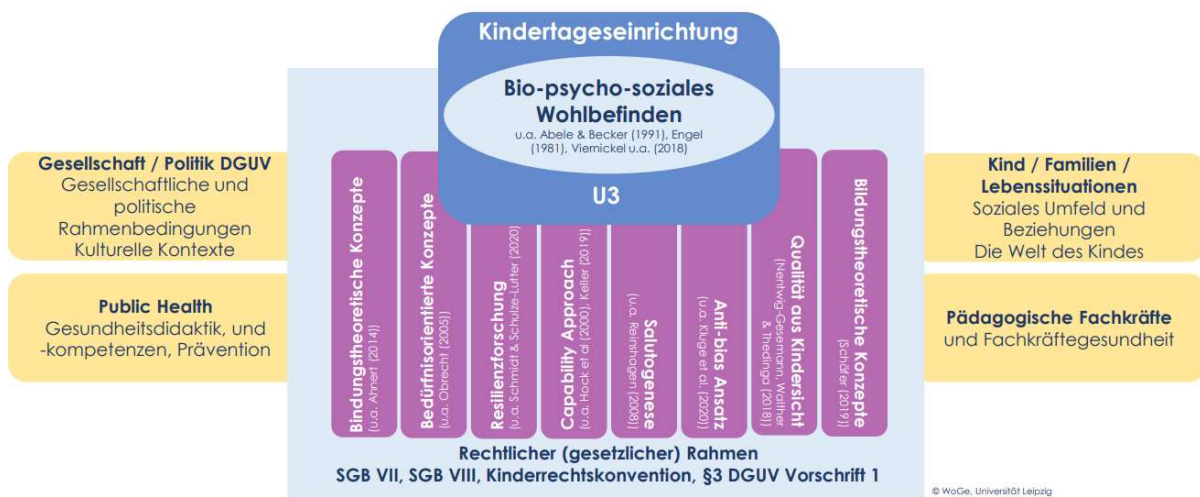 Kindertageseinrichtung
Bio-psycho-soziales
Wohlbefinden
u.a. Abele & Becker (1991), Engel
(1981), Viernickel u.a. (2018)
U3
Gesellschaft / Politik DGUV
Gesellschaftliche und
politische
Rahmenbedingungen
Kulturelle Kontexte
Public Health
Gesundheitsdidaktik, und
-kompetenzen, Prävention
Bindungstheoretische Konzepte
(u.a. Ahnert (2014))
Bedürfnisorientierte Konzepte
(u.a. Obrecht (2005))
Resilienzforschung
(u.a. Schmidt & Schulze-Lutter (2020)
Capability Approach
(u.a. Hock et al (2000), Keller (2019))
Salutogenese
(u.a. Reinshagen (2008))
Anti-bias Ansatz
(u.a. Kluge et al. (2020))
Qualität aus Kindersicht
(Nentwig-Gesemann, Walther
& Thedinga (2018))
Bildungstheoretische Konzepte
(Schäfer (2019))
Kind / Familien /
Lebenssituationen
Soziales Umfeld und
Beziehungen
Die Welt des Kindes
Pädagogische Fachkräfte
und Fachkräftegesundheit
Rechtlicher (gesetzlicher) Rahmen
SGB VII, SGB VIII, Kinderrechtskonvention, §3 DGUV Vorschrift 1
© WoGe, Universität Leipzig